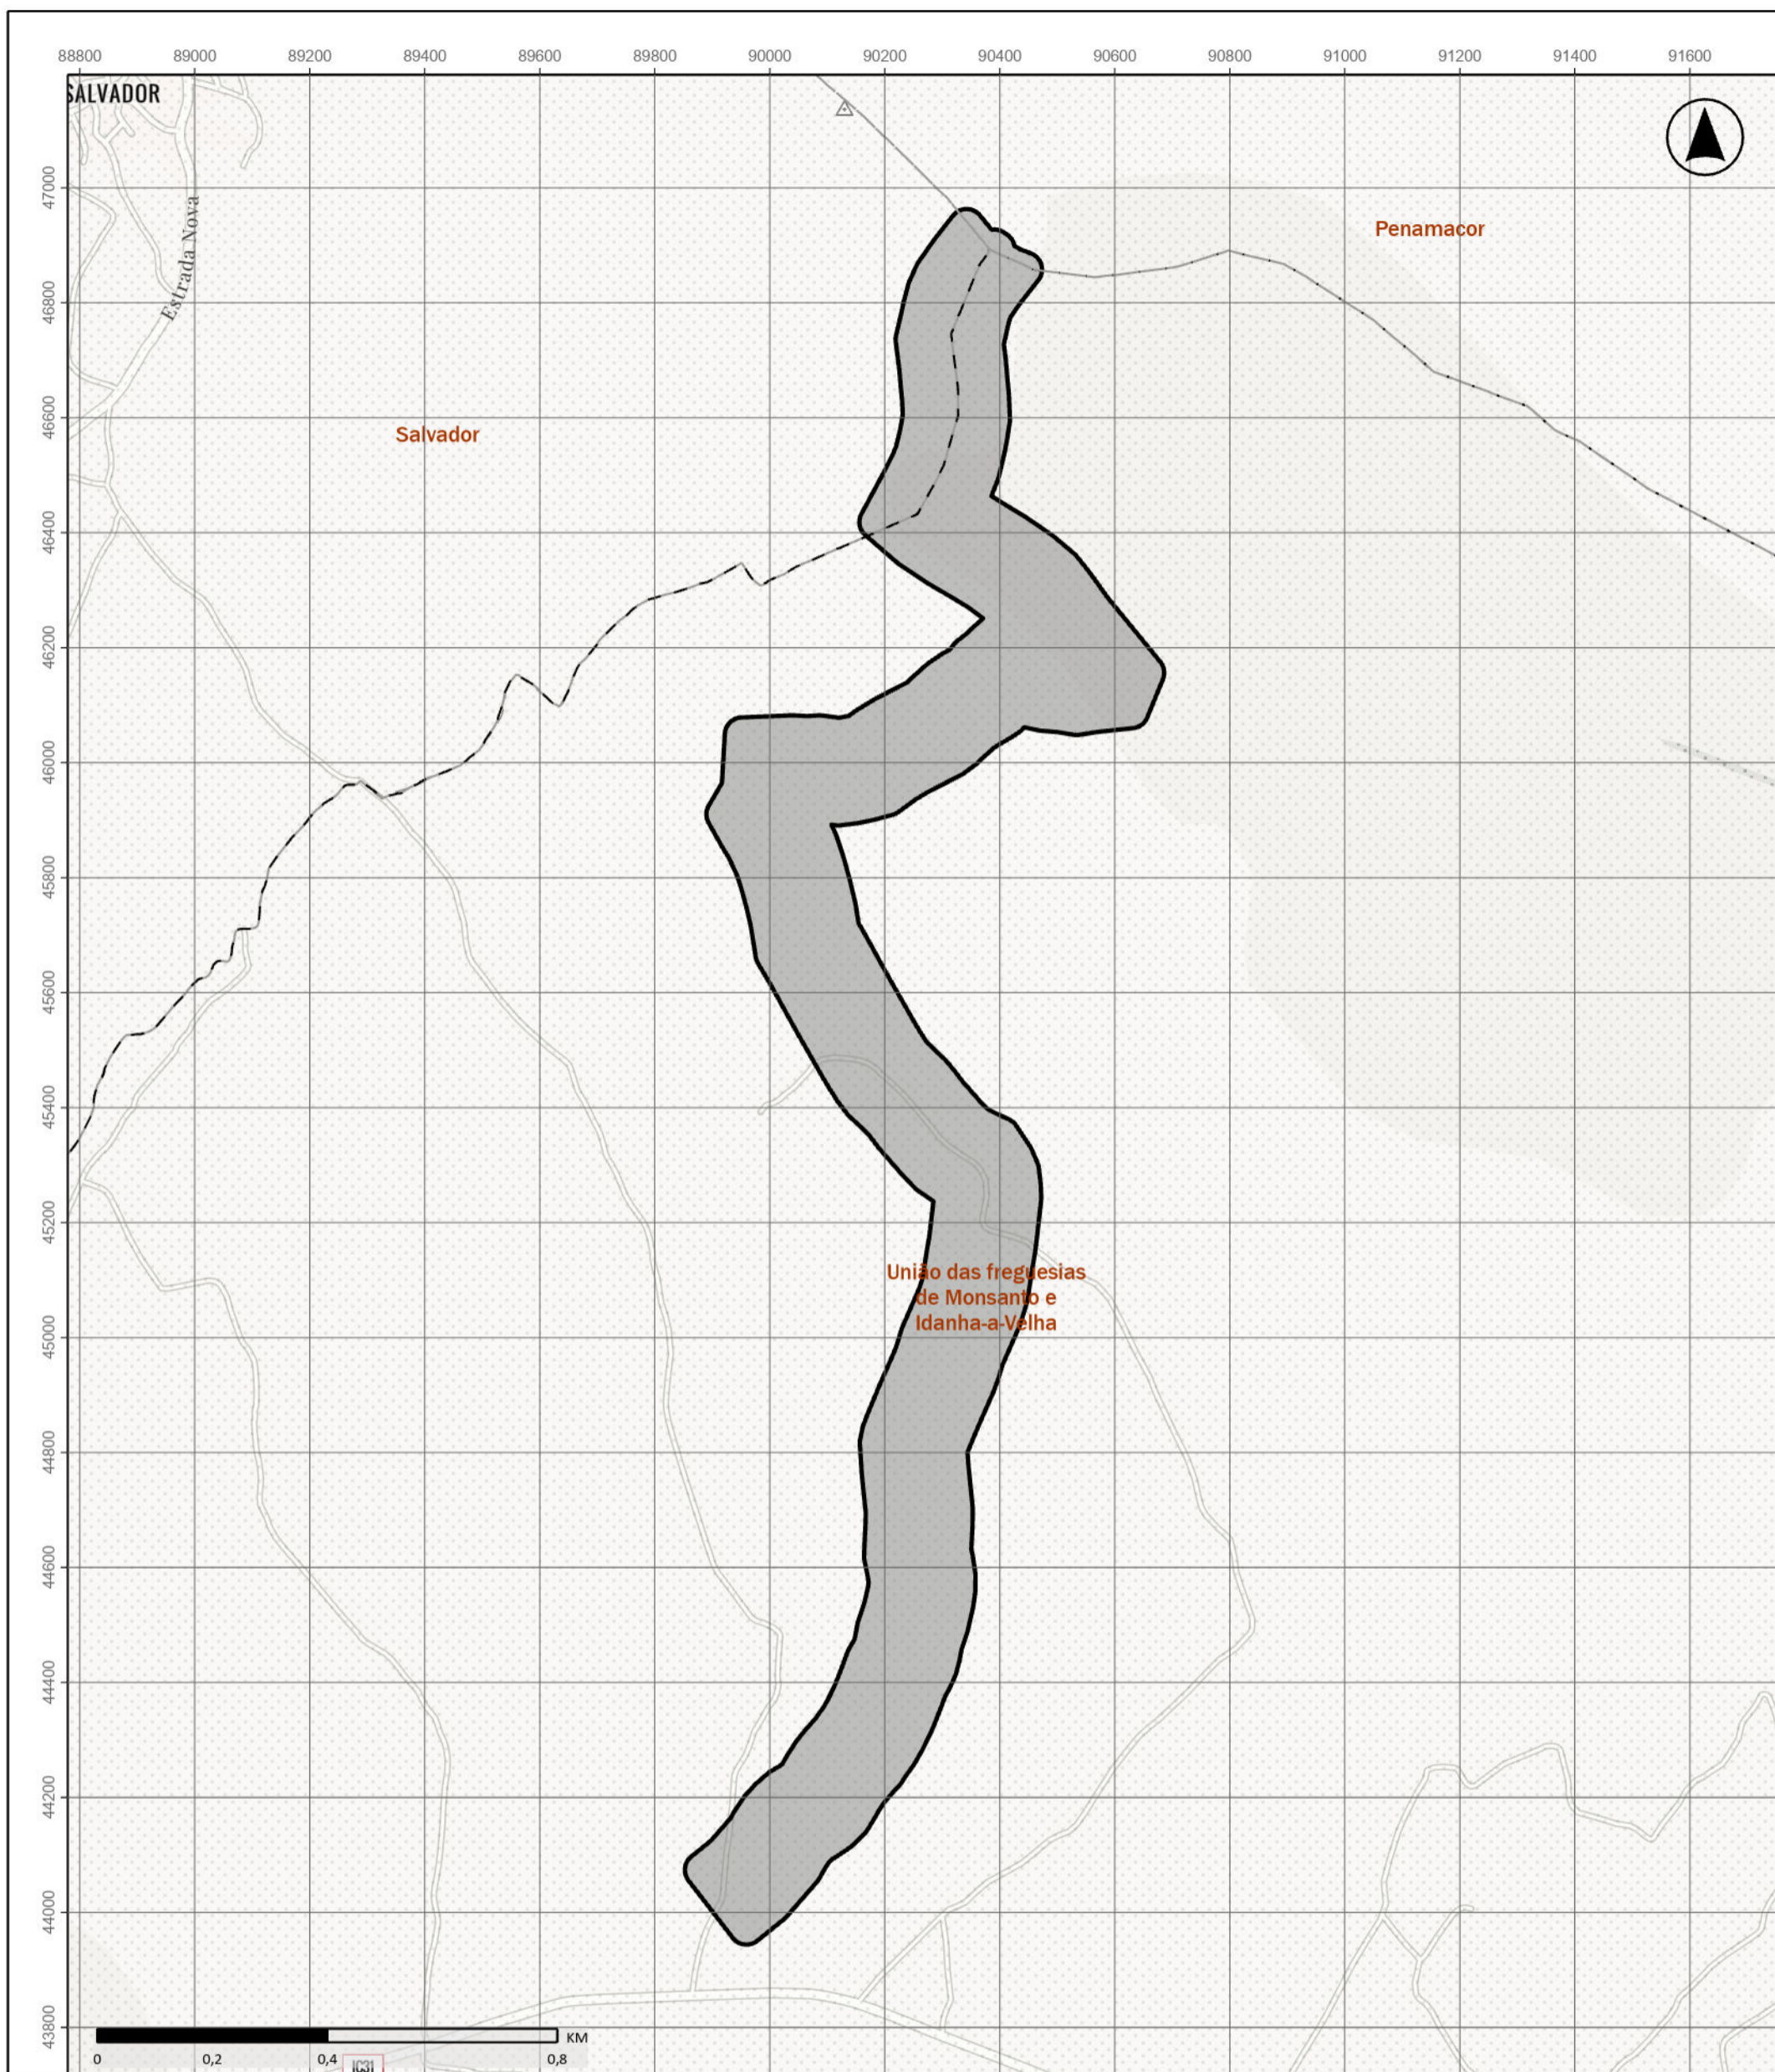 88800 89000 89200 89400 89600 89800 90000 90200 90400 90600 90800 91000 91200 91400 91600
SALVADOR
47000
Estrada Nova
Penamacor
46800
46600
Salvador
46400
46200
46000
45800
45600
45400
45200
União das freguesias
de Monsanto e
Idanha-a-Velha
45000
44800
44600
44400
44200
44000
43800
KM
0 0,2 0,4 0,8
IC31